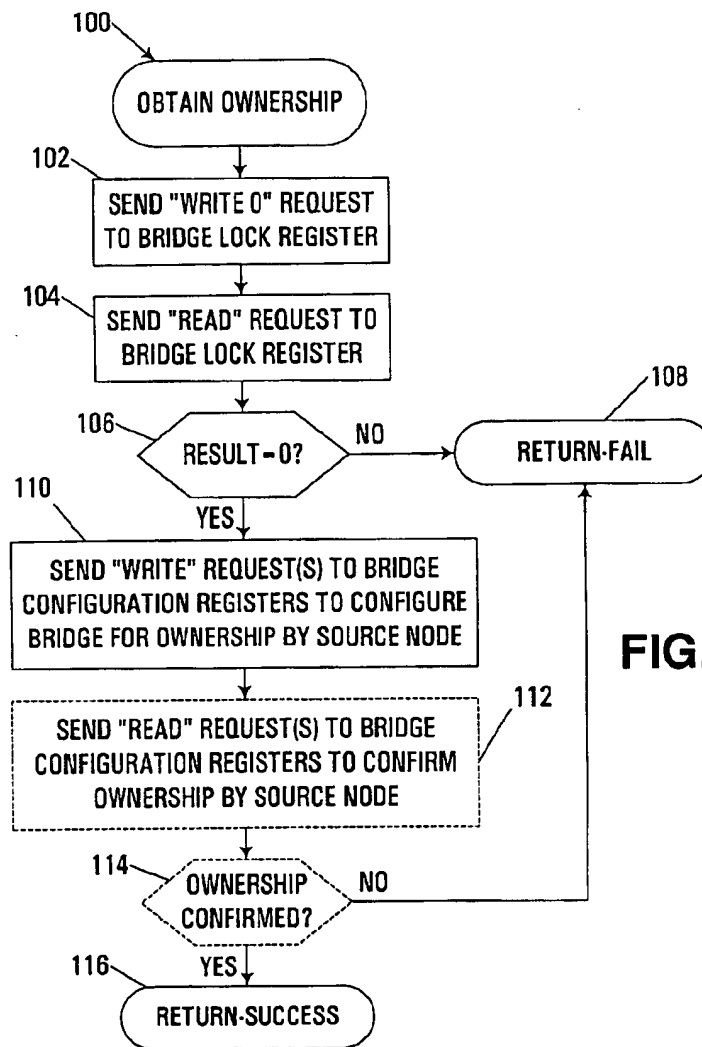 100
OBTAIN OWNERSHIP
102
SEND "WRITE 0" REQUEST
TO BRIDGE LOCK REGISTER
104
SEND "READ" REQUEST TO
BRIDGE LOCK REGISTER
106
RESULT=0?
NO
108
RETURN-FAIL
YES
110
SEND "WRITE" REQUEST(S) TO BRIDGE
CONFIGURATION REGISTERS TO CONFIGURE
BRIDGE FOR OWNERSHIP BY SOURCE NODE
FIG.
112
SEND "READ" REQUEST(S) TO BRIDGE
CONFIGURATION REGISTERS TO CONFIRM
OWNERSHIP BY SOURCE NODE
114
OWNERSHIP
CONFIRMED?
NO
YES
116
RETURN-SUCCESS